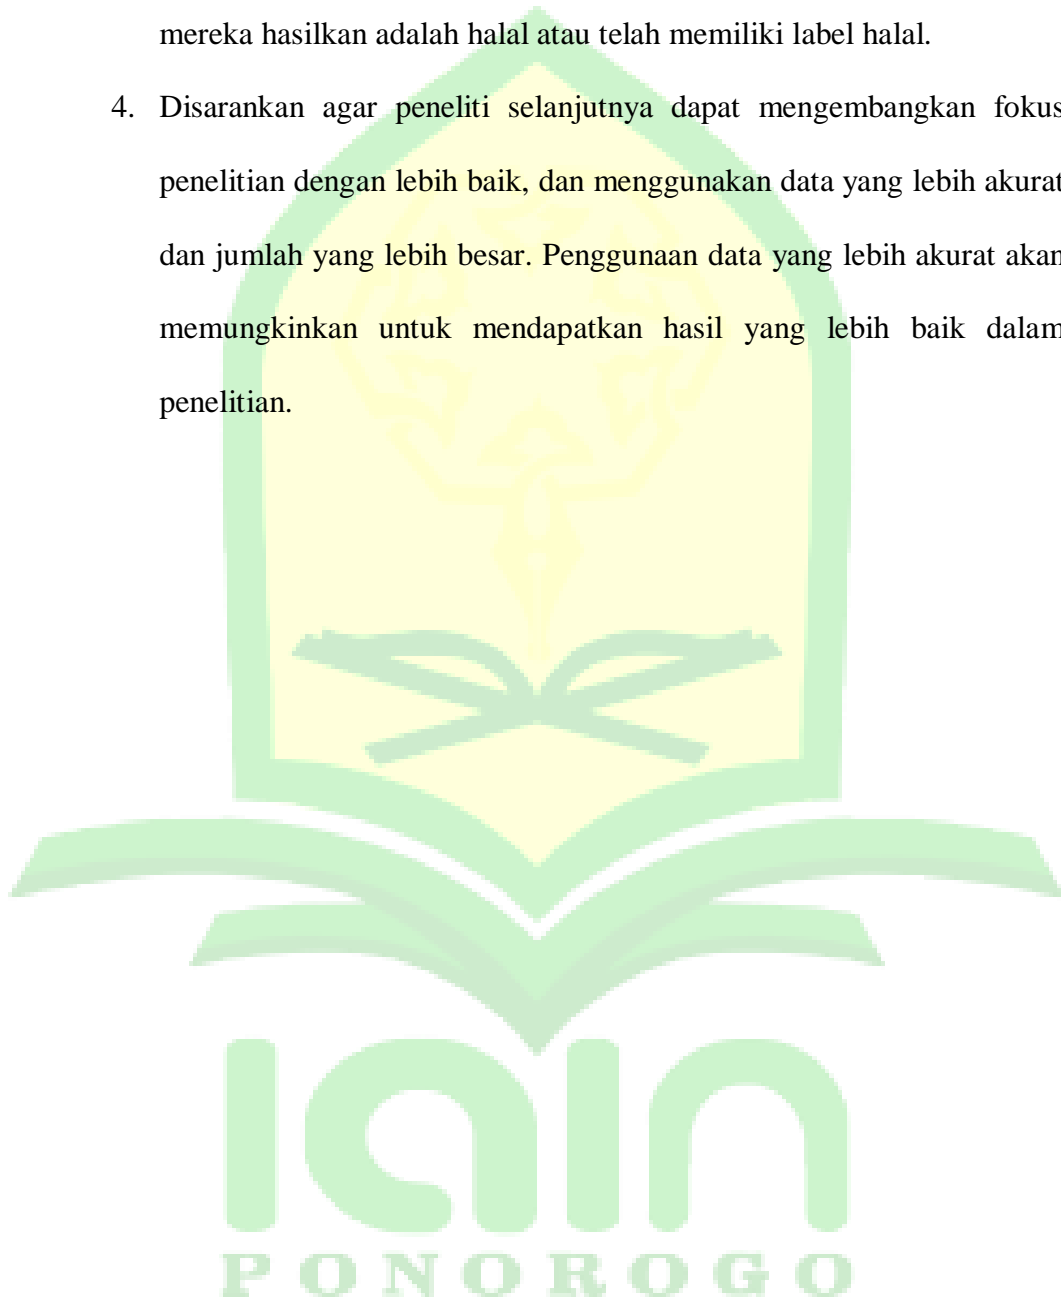 mereka hasilkan adalah halal atau telah memiliki label halal.
4. Disarankan agar peneliti selanjutnya dapat mengembangkan fokus
penelitian dengan lebih baik, dan menggunakan data yang lebih akurat
dan jumlah yang lebih besar. Penggunaan data yang lebih akurat akan
memungkinkan untuk mendapatkan hasil yang lebih baik dalam
penelitian.
iain
PONOROGO